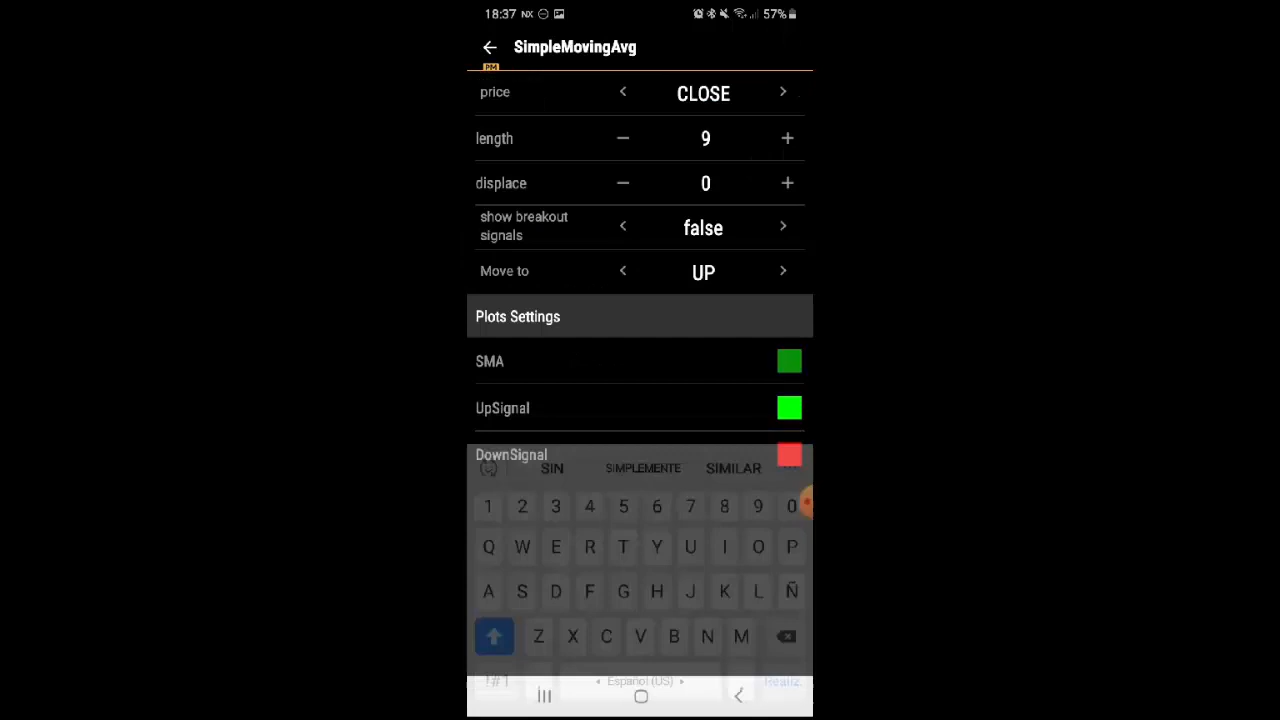 18:37 NX 57%
SimpleMovingAvg
PM
price CLOSE
length 9
displace 0
show breakout
signals
false
Move to UP
Plots Settings
SMA
UpSignal
DownSignal
SIN SIMPLEMENTE SIMILAR
1 2 3 4 5 6 7 8 9 0
Q W E R T Y U I O P
A S D F G H J K L Ñ
Z X C V B N M
!#1 Español (US) Realiz.